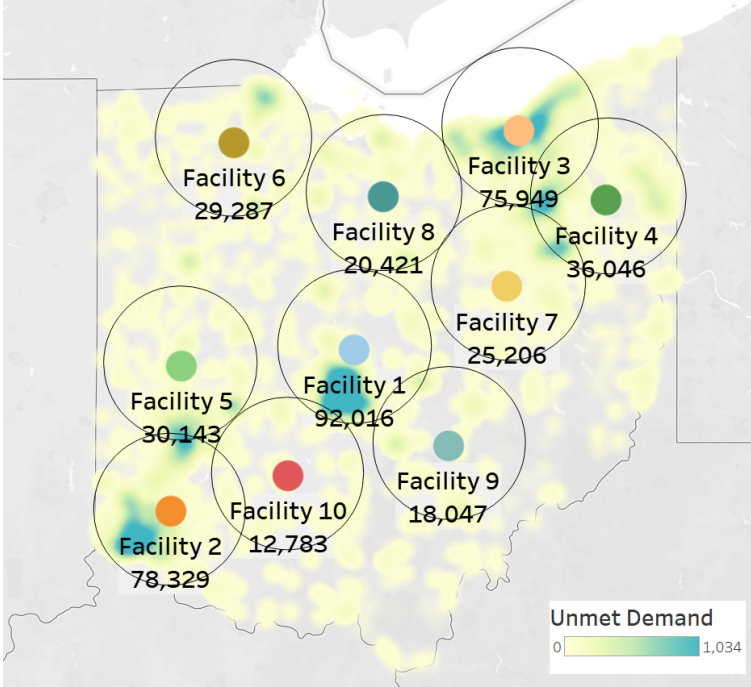 Facility 6
29,287
Facility 3
75,949
Facility 8
20,421
Facility 4
36,046
Facility 7
25,206
Facility 1
92,016
Facility 5
30,143
Facility 9
18,047
Facility 10
12,783
Facility 2
78,329
Unmet Demand
0 1,034